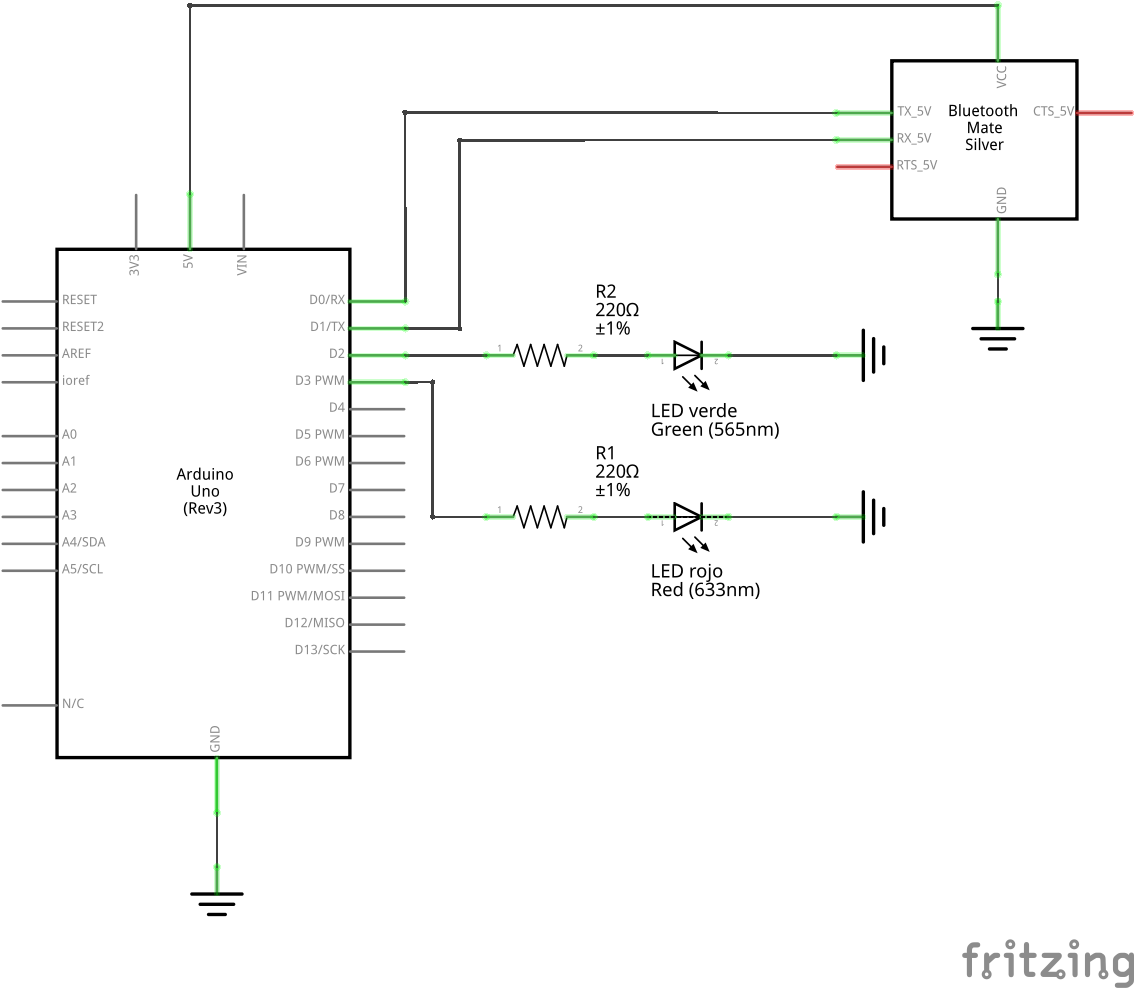 VCC
TX_5V
RX_5V
RTS_5V
CTS_5V
Bluetooth
Mate
Silver
GND
3V3
5V
VIN
RESET
RESET2
AREF
ioref
A0
A1
A2
A3
A4/SDA
A5/SCL
N/C
Arduino
Uno
(Rev3)
D0/RX
D1/TX
D2
D3 PWM
D4
D5 PWM
D6 PWM
D7
D8
D9 PWM
D10 PWM/SS
D11 PWM/MOSI
D12/MISO
D13/SCK
GND
R2
220Ω
±1%
1
2
1
2
LED verde
Green (565nm)
R1
220Ω
±1%
1
2
1
2
LED rojo
Red (633nm)
fritzing